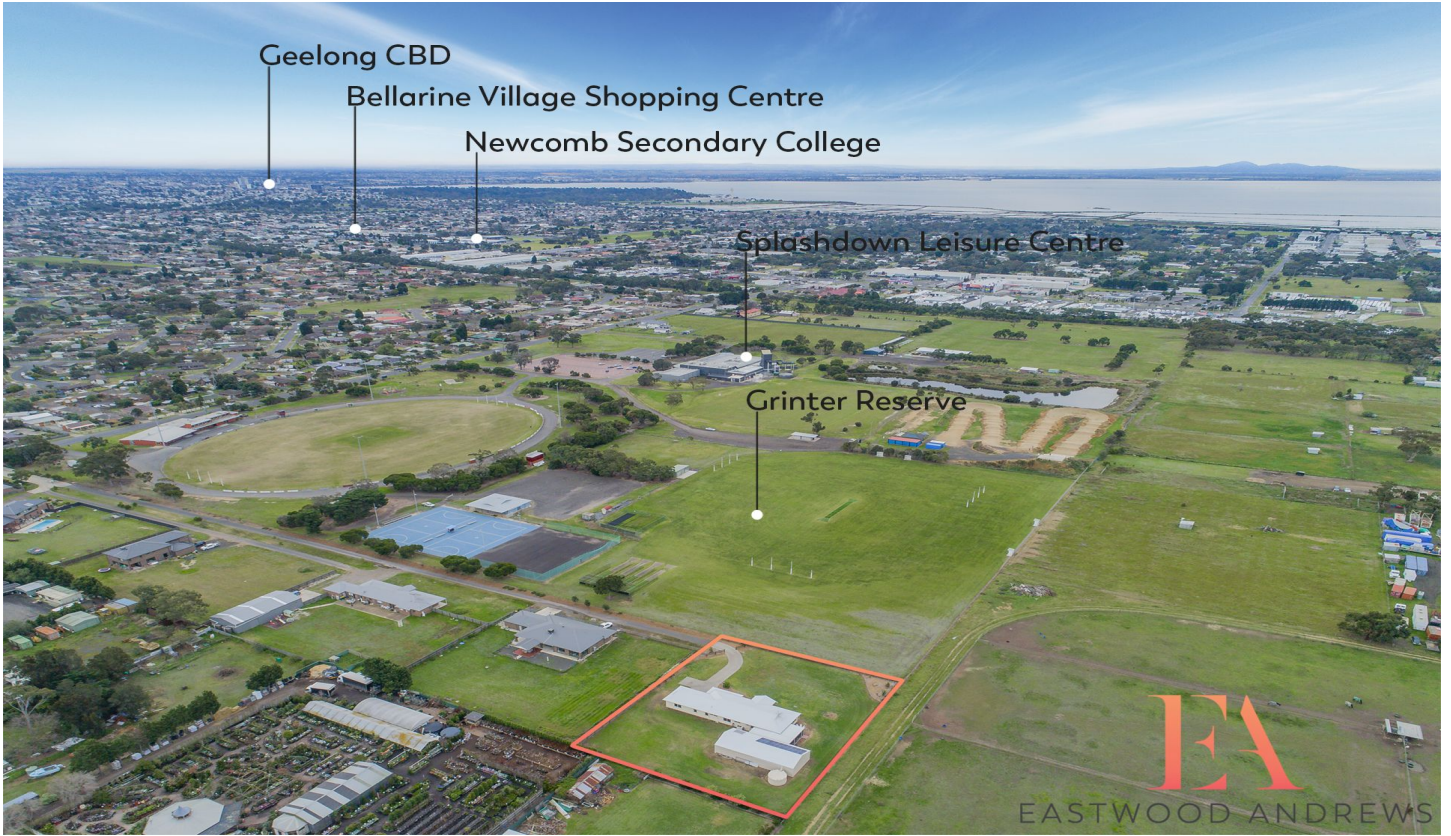 Geelong CBD
Bellarine Village Shopping Centre
Newcomb Secondary College
Splashdown Leisure Centre
Grinter Reserve
EA
EASTWOOD ANDREWS